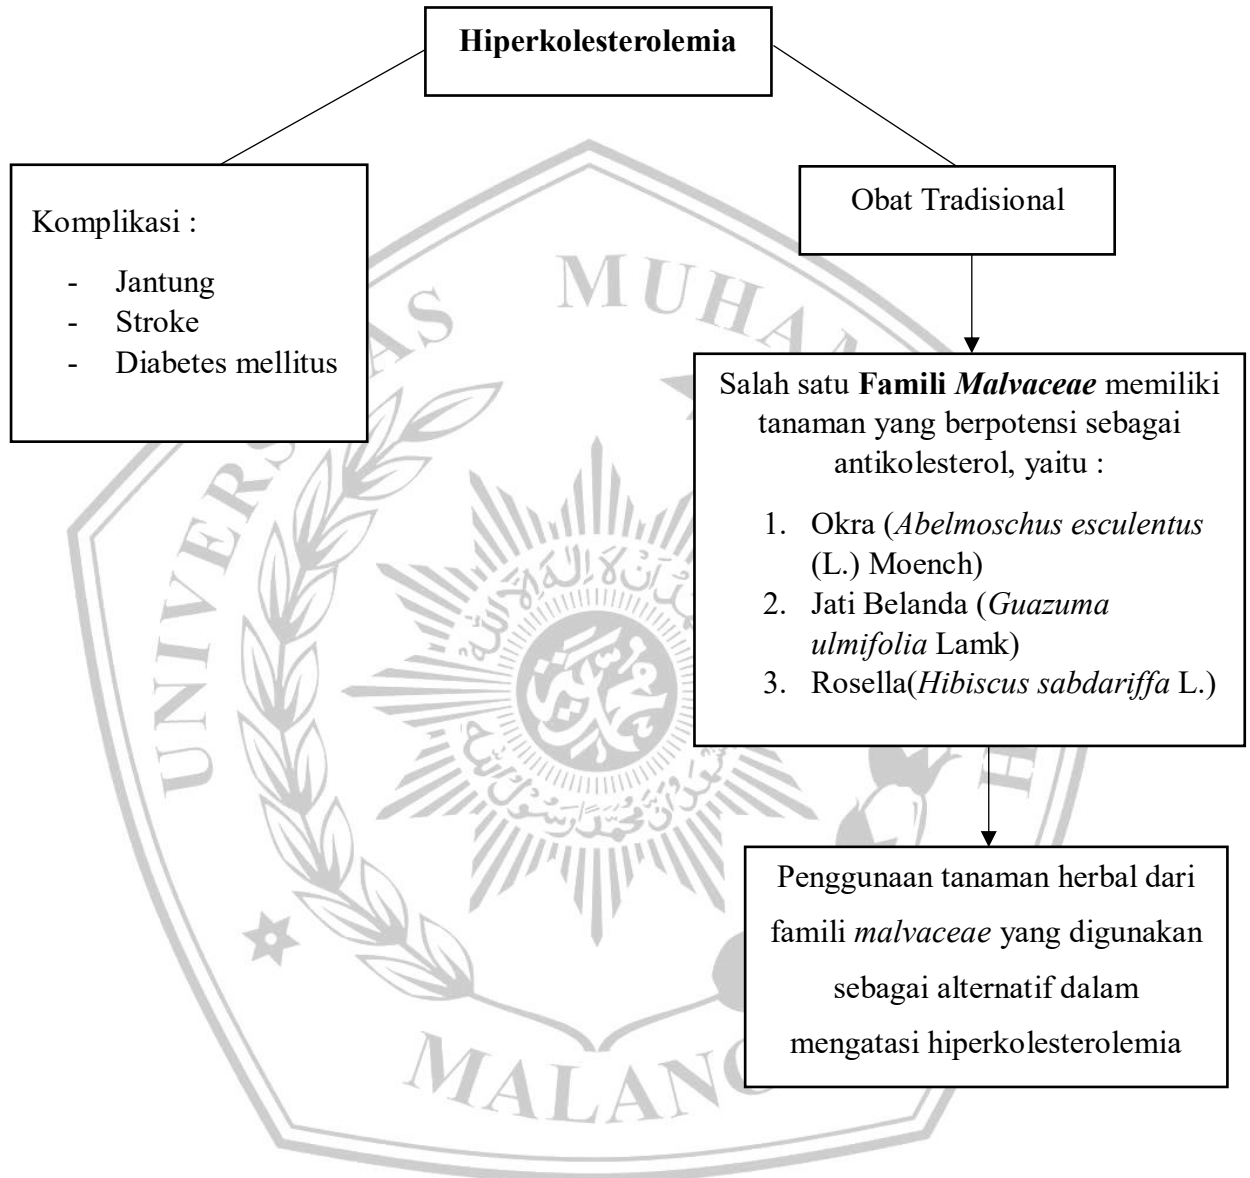 Hiperkolesterolemia
Komplikasi :
- Jantung
- Stroke
- Diabetes mellitus
Obat Tradisional
Salah satu Famili Malvaceae memiliki
tanaman yang berpotensi sebagai
antikolesterol, yaitu :
1. Okra (Abelmoschus esculentus
(L.) Moench)
2. Jati Belanda (Guazuma
ulmifolia Lamk)
3. Rosella(Hibiscus sabdariffa L.)
Penggunaan tanaman herbal dari
famili malvaceae yang digunakan
sebagai alternatif dalam
mengatasi hiperkolesterolemia
MALANG